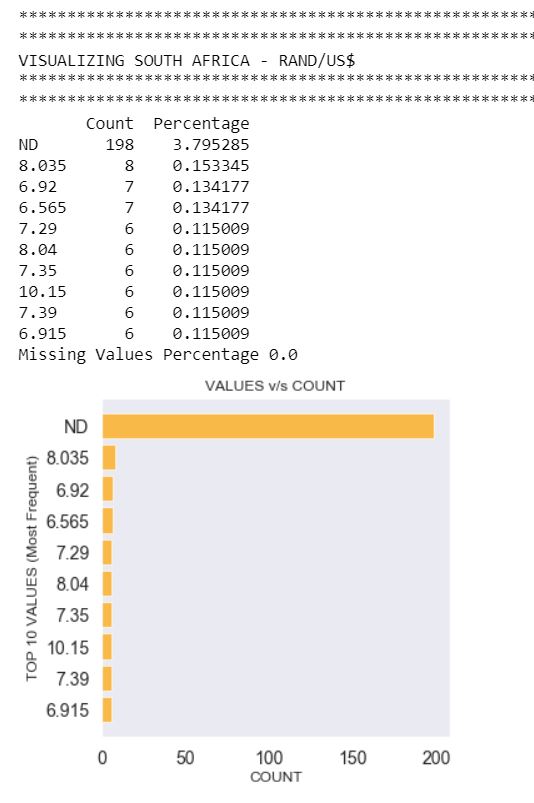 *******************************************************
*******************************************************
VISUALIZING SOUTH AFRICA - RAND/US$
*******************************************************
*******************************************************
Count Percentage
ND 198 3.795285
8.035 8 0.153345
6.92 7 0.134177
6.565 7 0.134177
7.29 6 0.115009
8.04 6 0.115009
7.35 6 0.115009
10.15 6 0.115009
7.39 6 0.115009
6.915 6 0.115009
Missing Values Percentage 0.0
VALUES v/s COUNT
TOP 10 VALUES (Most Frequent)
ND
8.035
6.92
6.565
7.29
8.04
7.35
10.15
7.39
6.915
0 50 100 150 200
COUNT